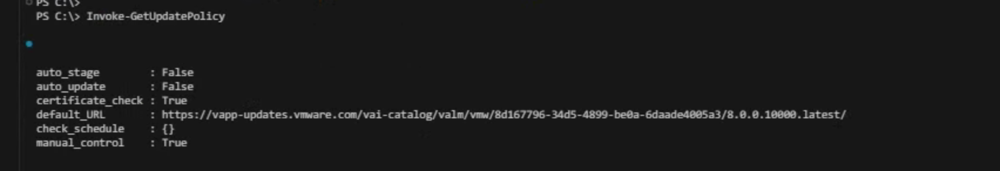 PS C:\>
PS C:\> Invoke-GetUpdatePolicy
auto_stage : False
auto_update : False
certificate_check : True
default_URL : https://vapp-updates.vmware.com/vai-catalog/valm/vmw/8d167796-34d5-4899-be0a-6daade4005a3/8.0.0.10000.latest/
check_schedule : {}
manual_control : True